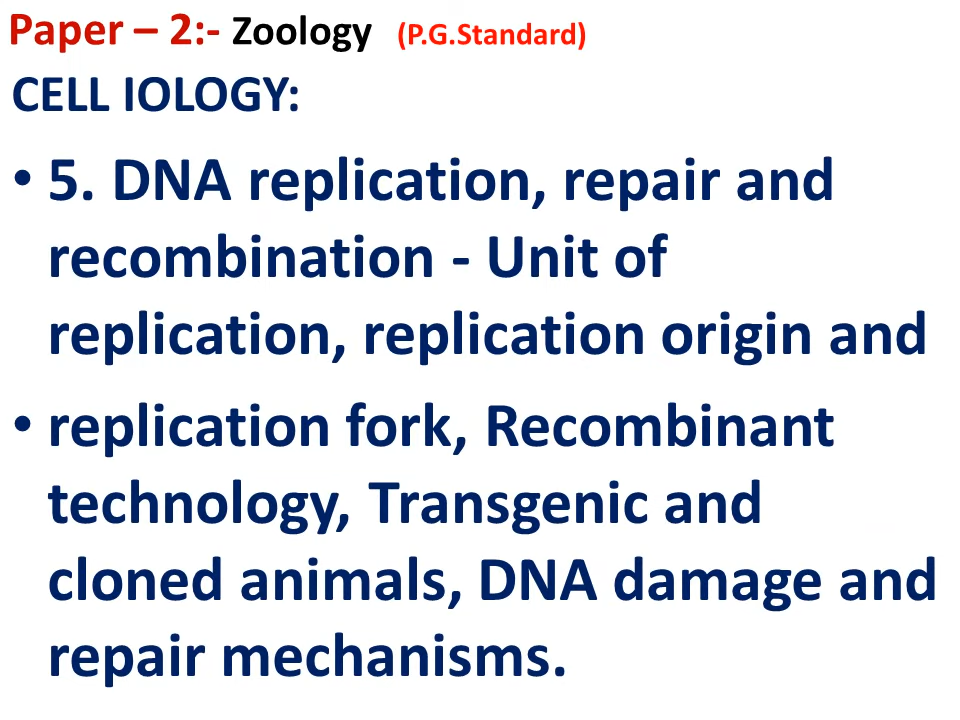 Paper – 2:- Zoology (P.G.Standard)
CELL IOLOGY:
• 5. DNA replication, repair and
recombination - Unit of
replication, replication origin and
• replication fork, Recombinant
technology, Transgenic and
cloned animals, DNA damage and
repair mechanisms.